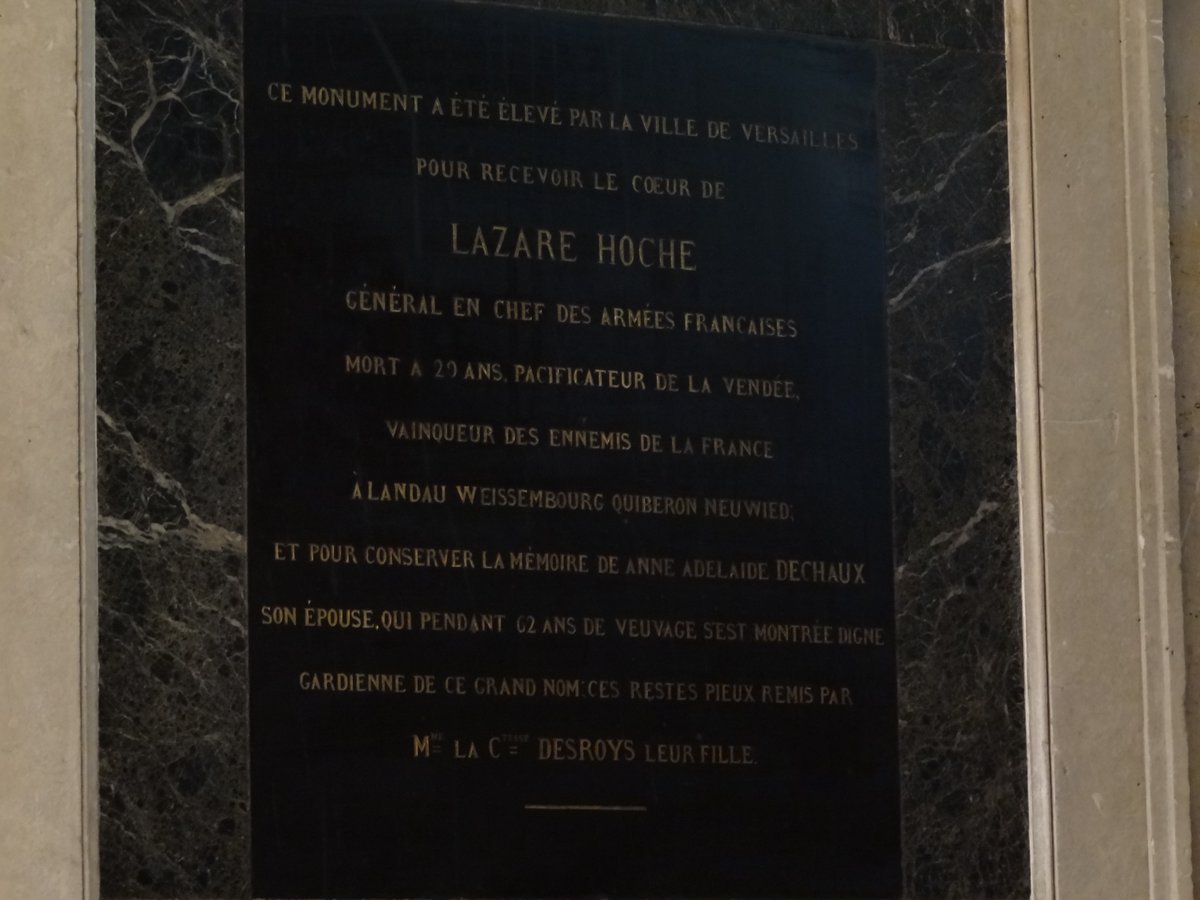 CE MONUMENT A ÉTÉ ÉLEVÉ PAR LA VILLE DE VERSAILLES
POUR RECEVOIR LE CŒUR DE
LAZARE HOCHE
GÉNÉRAL EN CHEF DES ARMÉES FRANCAISES
MORT A 29 ANS, PACIFICATEUR DE LA VENDÉE,
VAINQUEUR DES ENNEMIS DE LA FRANCE
À LANDAU WEISSEMBOURG QUIBERON NEUWIED;
ET POUR CONSERVER LA MÉMOIRE DE ANNE ADELAIDE DECHAUX
SON ÉPOUSE, QUI PENDANT 62 ANS DE VEUVAGE S'EST MONTRÉE DIGNE
GARDIENNE DE CE GRAND NOM: CES RESTES PIEUX REMIS PAR
MME LA CTESSE DESROYS LEUR FILLE.